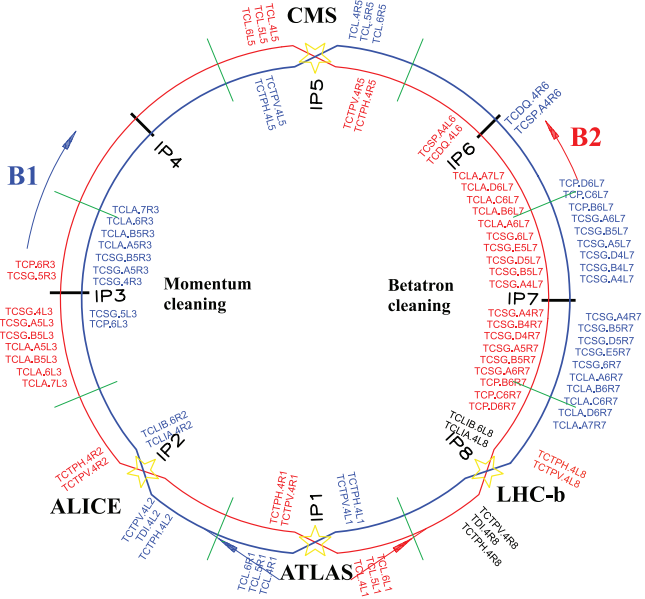 CMS
TCL.4L5
TCL.5L5
TCL.6L5
TCL.4R5
TCL.5R5
TCL.6R5
IP5
TCTPV.4L5
TCTPH.4L5
TCTPV.4R5
TCTPH.4R5
TCDQ.4R6
TCSP.A4R6
IP4
IP6
TCSP.A4L6
TCDQ.4L6
B1
B2
TCLA.A7L7
TCLA.D6L7
TCLA.C6L7
TCLA.B6L7
TCLA.A6L7
TCSG.6L7
TCSG.E5L7
TCSG.D5L7
TCSG.B5L7
TCSG.A4L7
TCP.D6L7
TCP.C6L7
TCP.B6L7
TCSG.A6L7
TCSG.B5L7
TCSG.A5L7
TCSG.D4L7
TCSG.B4L7
TCSG.A4L7
TCLA.7R3
TCLA.6R3
TCLA.B5R3
TCLA.A5R3
TCSG.B5R3
TCSG.A5R3
TCSG.4R3
TCP.6R3
TCSG.5R3
IP3
Momentum
cleaning
Betatron
cleaning
IP7
TCSG.5L3
TCP.6L3
TCSG.4L3
TCSG.A5L3
TCSG.B5L3
TCLA.A5L3
TCLA.B5L3
TCLA.6L3
TCLA.7L3
TCSG.A4R7
TCSG.B4R7
TCSG.D4R7
TCSG.A5R7
TCSG.B5R7
TCSG.A6R7
TCP.B6R7
TCP.C6R7
TCP.D6R7
TCSG.A4R7
TCSG.B5R7
TCSG.D5R7
TCSG.E5R7
TCSG.6R7
TCLA.A6R7
TCLA.B6R7
TCLA.C6R7
TCLA.D6R7
TCLA.A7R7
TCLIB.6R2
TCLIA.4R2
IP2
TCLIB.6L8
TCLIA.4L8
IP8
TCTPH.4R2
TCTPV.4R2
ALICE
TCTPV.4L2
TDI.4L2
TCTPH.4L2
TCTPH.4R1
TCTPV.4R1
IP1
TCTPH.4L1
TCTPV.4L1
TCTPH.4L8
TCTPV.4L8
LHC-b
TCTPV.4R8
TDI.4R8
TCTPH.4R8
TCL.6R1
TCL.5R1
TCL.4R1
ATLAS
TCL.6L1
TCL.5L1
TCL.4L1